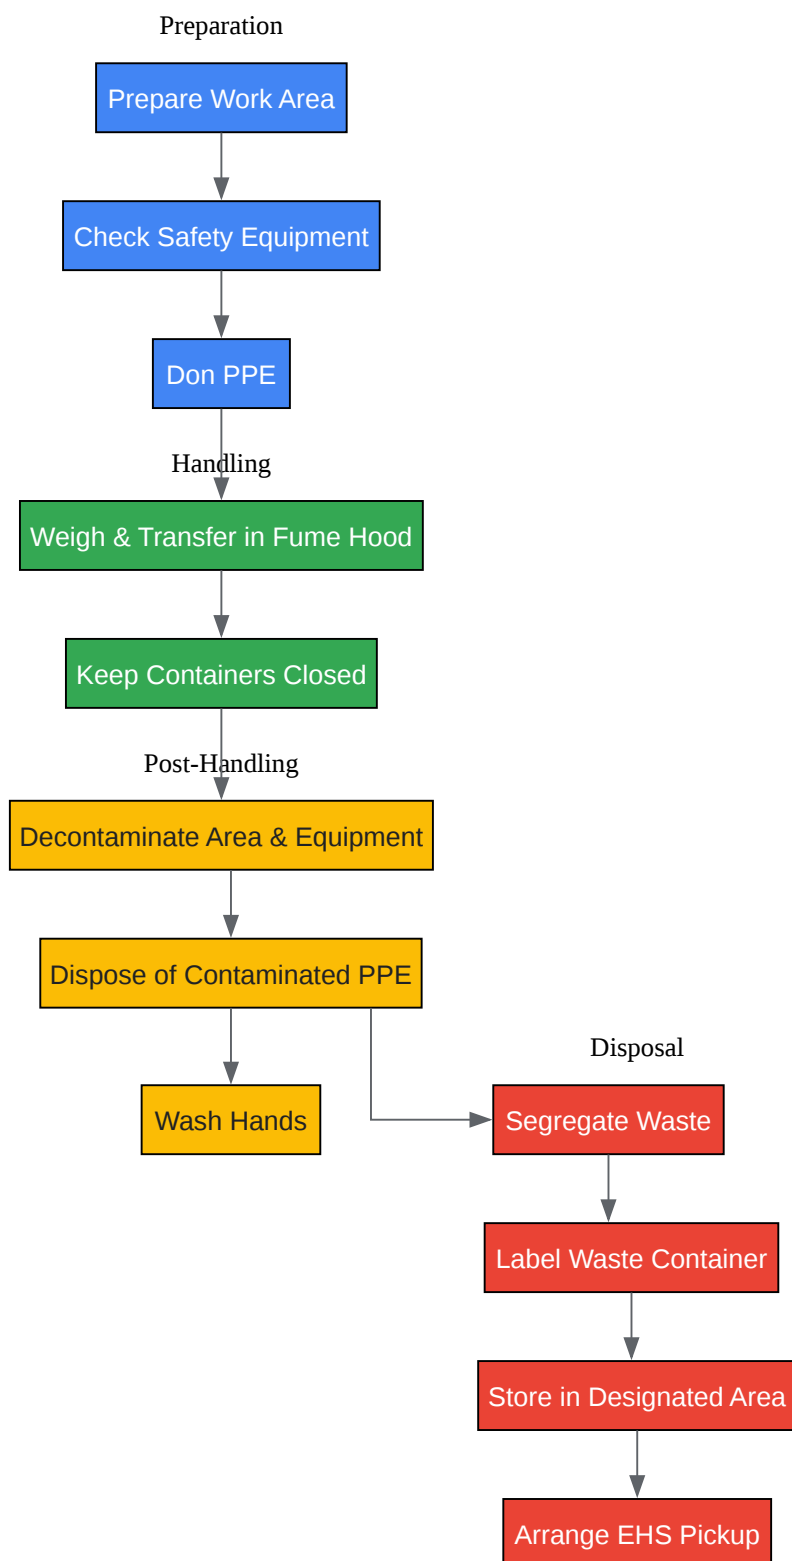 Preparation
Prepare Work Area
Check Safety Equipment
Don PPE
Handling
Weigh & Transfer in Fume Hood
Keep Containers Closed
Post-Handling
Decontaminate Area & Equipment
Dispose of Contaminated PPE
Wash Hands
Disposal
Segregate Waste
Label Waste Container
Store in Designated Area
Arrange EHS Pickup